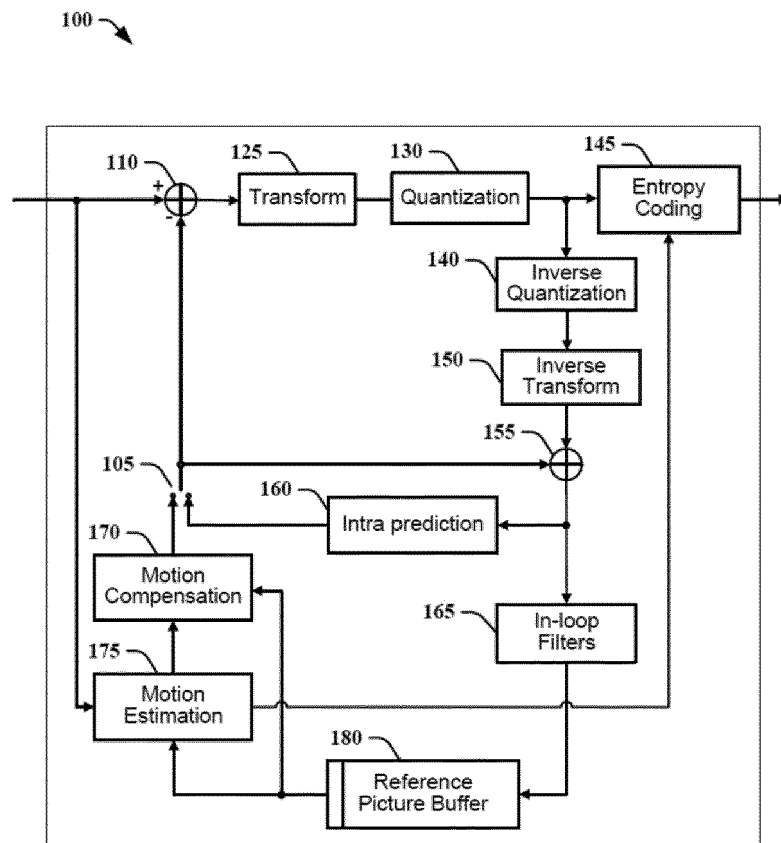 100
110
125
130
145
+
-
Transform
Quantization
Entropy
Coding
140
Inverse
Quantization
150
Inverse
Transform
155
105
160
Intra prediction
170
Motion
Compensation
165
In-loop
Filters
175
Motion
Estimation
180
Reference
Picture Buffer